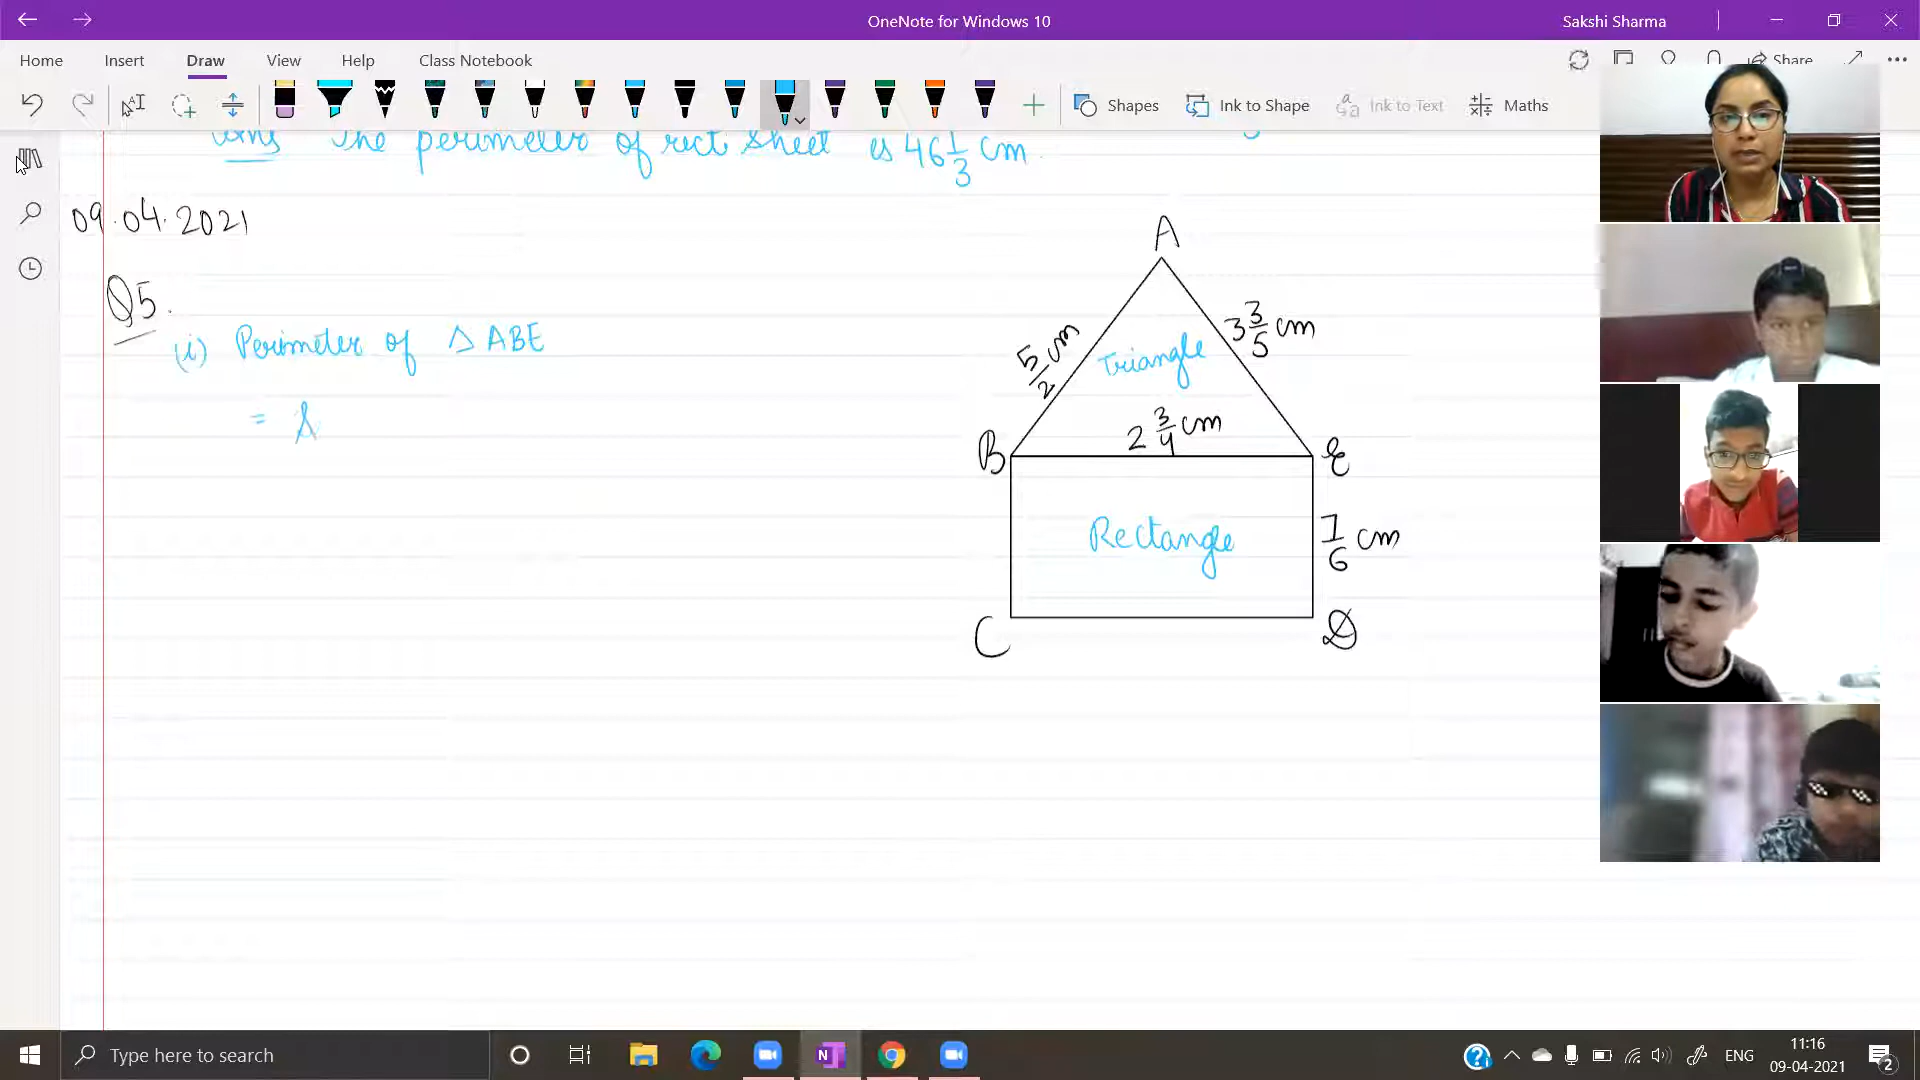 OneNote for Windows 10
Sakshi Sharma
Home Insert Draw View Help Class Notebook
Share
Shapes Ink to Shape Ink to Text Maths
Ans The perimeter of rect sheet is 46 1/3 cm.
09.04.2021
Q5.
(i) Perimeter of △ ABE
=
A
5/2 cm
3 3/5 cm
Triangle
2 3/4 cm
B
E
Rectangle
7/6 cm
C
D
Type here to search
ENG
11:16
09-04-2021
2